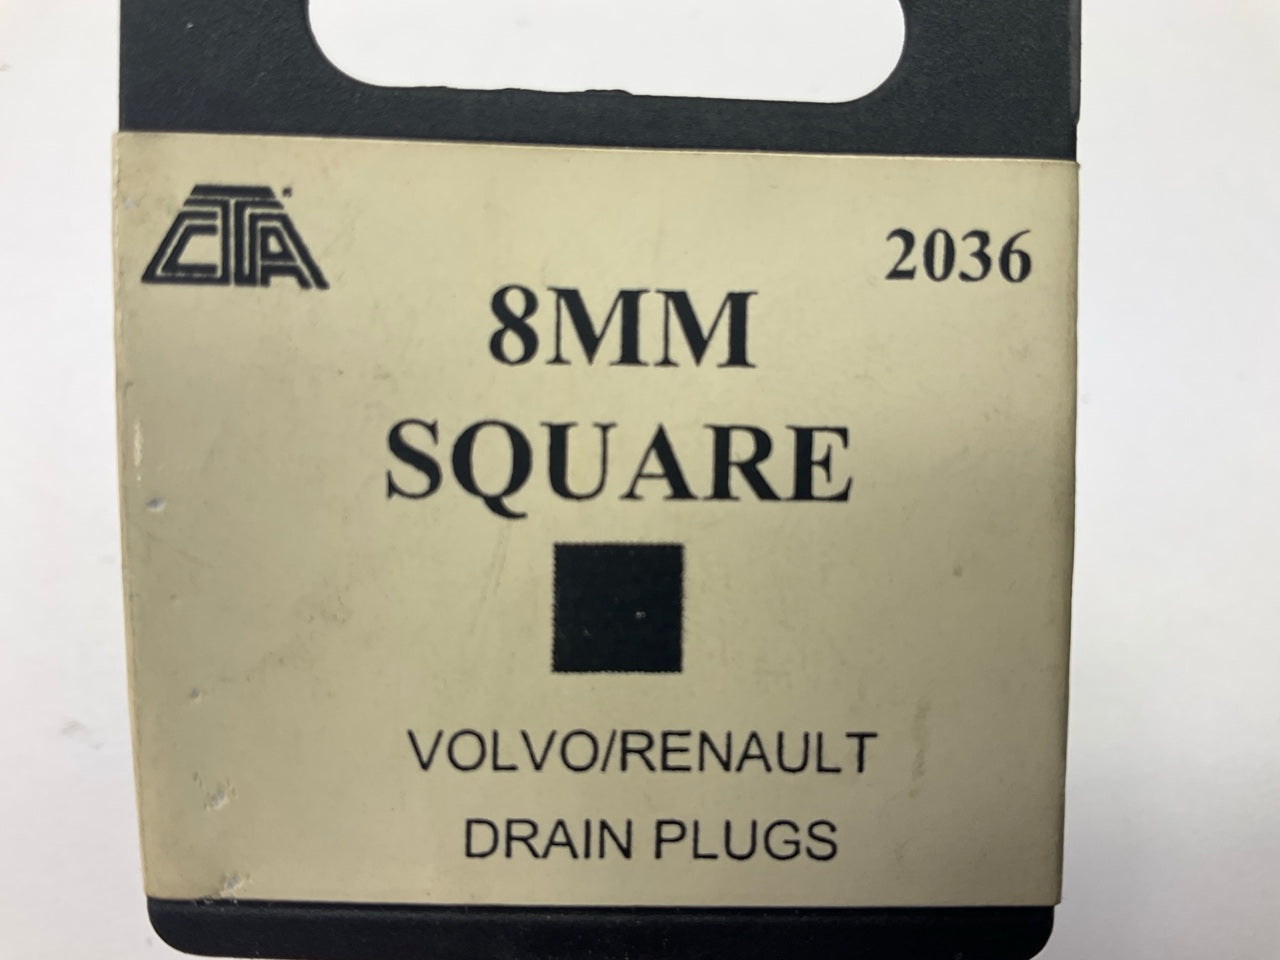 CTA®
2036
8MM
SQUARE
VOLVO/RENAULT
DRAIN PLUGS